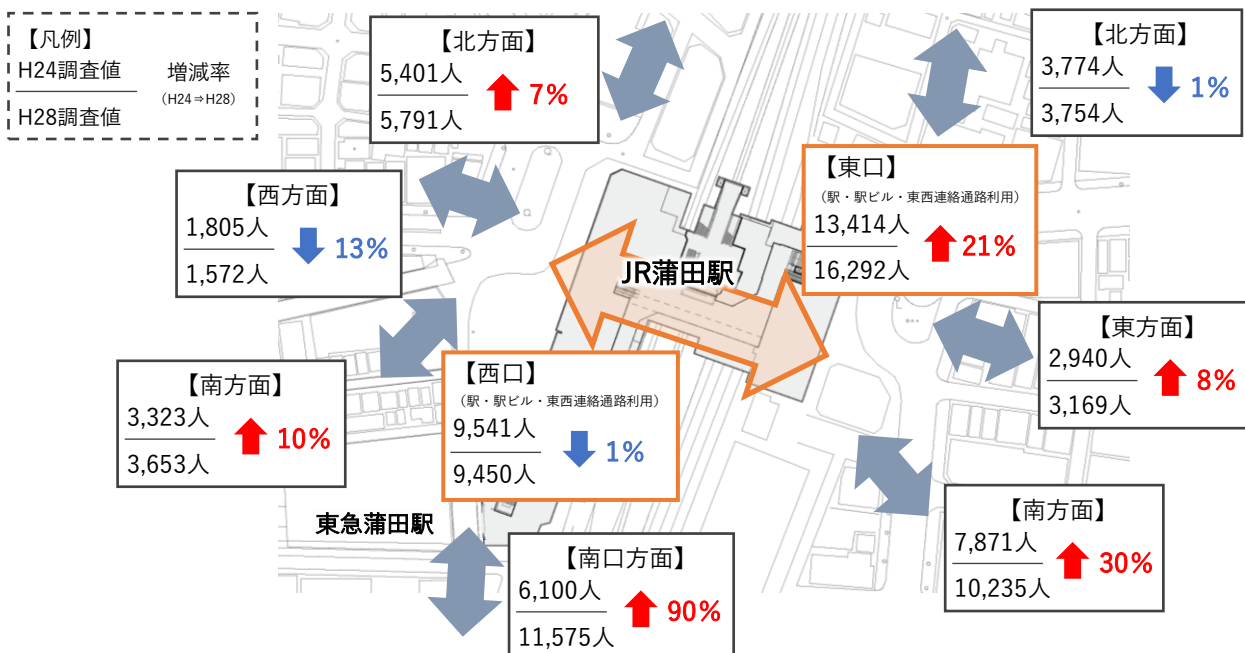 【凡例】
H24調査値
増減率
(H24⇒H28)
H28調査値
【北方面】
5,401人
7%
5,791人
【北方面】
3,774人
1%
3,754人
【西方面】
1,805人
13%
1,572人
【東口】
(駅・駅ビル・東西連絡通路利用)
13,414人
21%
16,292人
JR蒲田駅
【南方面】
3,323人
10%
3,653人
【西口】
(駅・駅ビル・東西連絡通路利用)
9,541人
1%
9,450人
【東方面】
2,940人
8%
3,169人
東急蒲田駅
【南口方面】
6,100人
90%
11,575人
【南方面】
7,871人
30%
10,235人